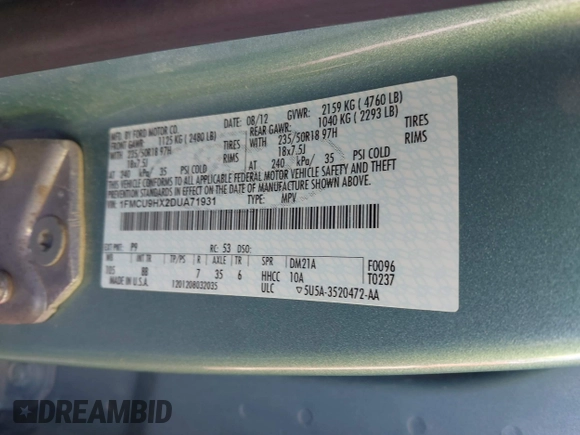 MFD. BY FORD MOTOR CO.
DATE: 08/12 GVWR: 2159 KG ( 4760 LB)
FRONT GAWR: 1125 KG ( 2480 LB)
REAR GAWR: 1040 KG ( 2293 LB)
WITH 235/50R18 97H TIRES
WITH 235/50R18 97H TIRES
18x7.5J RIMS
18x7.5J RIMS
AT 240 kPa/ 35 PSI COLD
AT 240 kPa/ 35 PSI COLD
THIS VEHICLE CONFORMS TO ALL APPLICABLE FEDERAL MOTOR VEHICLE SAFETY AND THEFT
PREVENTION STANDARDS IN EFFECT ON THE DATE OF MANUFACTURE SHOWN ABOVE.
VIN: 1FMCU9HX2DUA71931
TYPE: MPV
EXT PNT: P9 RC: 53 DSO:
WB TP/PS R AXLE TR SPR DM21A F0096
105 BB 7 35 6 HHCC 10A T0237
MADE IN U.S.A. 1201208032035 ULC ▽5U5A-3520472-AA
DREAMBID